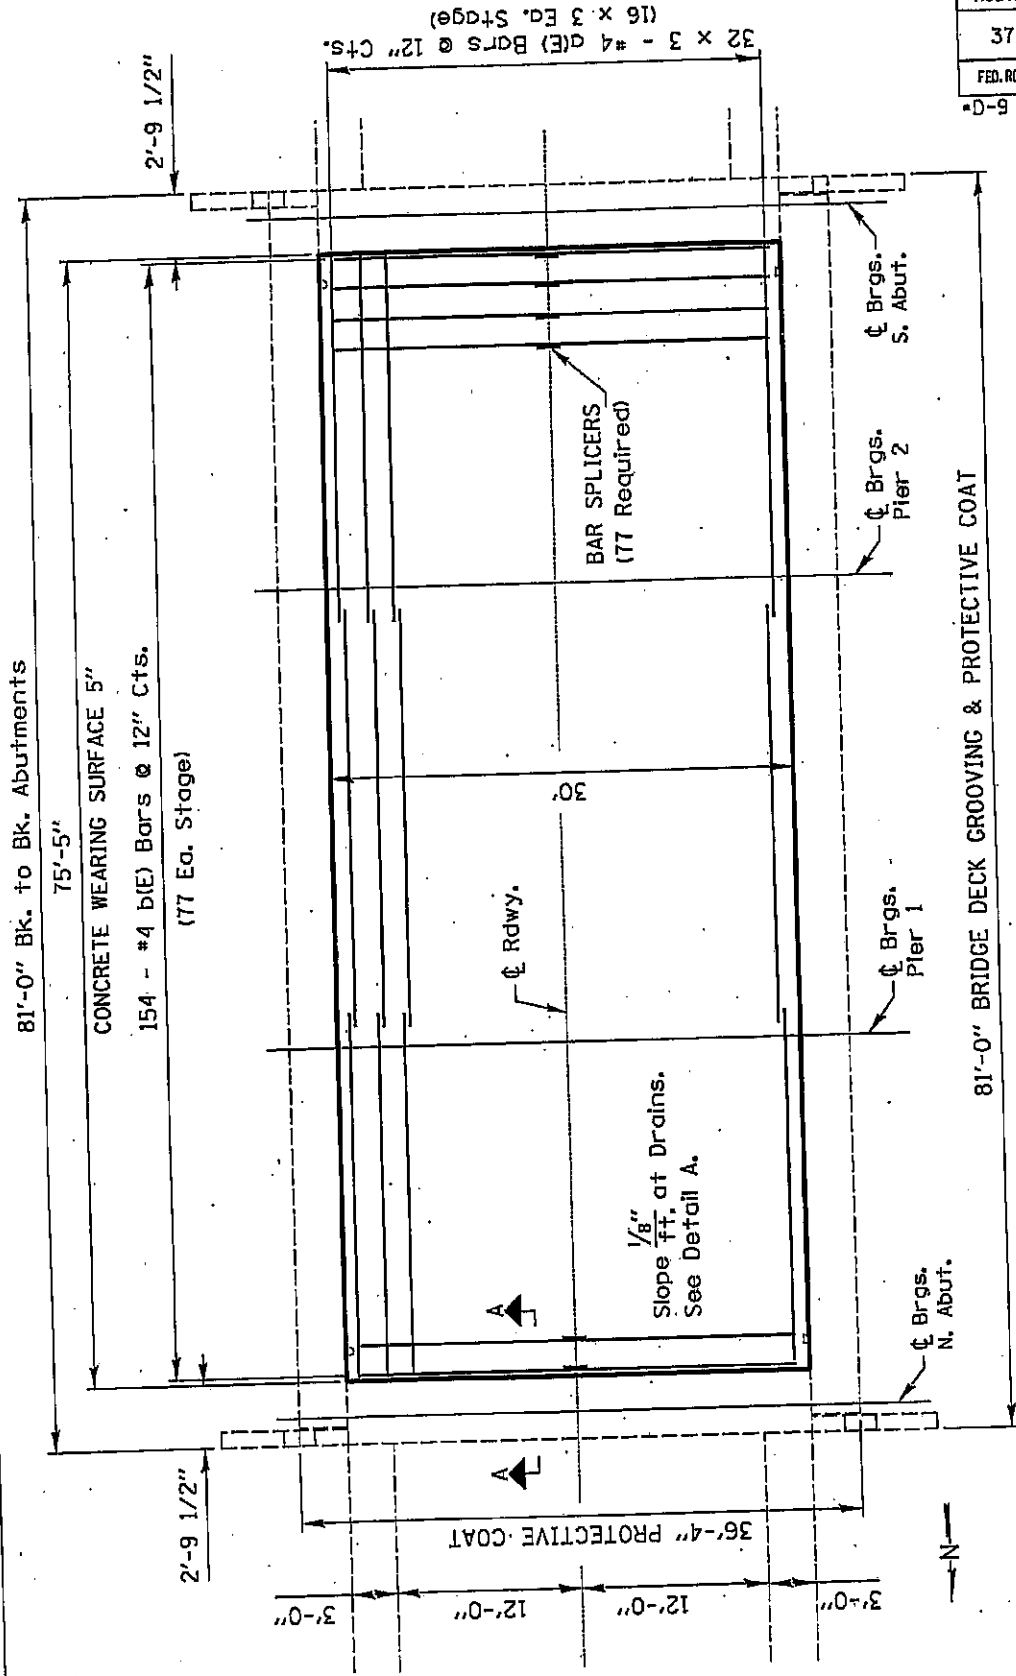 81'-0" Bk. to Bk. Abutments
75'-5"
CONCRETE WEARING SURFACE 5"
154 - #4 b(E) Bars @ 12" Cts.
(77 Ea. Stage)
2'-9 1/2"
2'-9 1/2"
32 x 3 - #4 a(E) Bars @ 12" Cts.
(16 x 3 Ea. Stage)
BAR SPLICERS
(77 Required)
30'
℄ Rdwy.
Slope 1/8"/ft. at Drains.
See Detail A.
A
A
36'-4" PROTECTIVE COAT
3'-0"
12'-0"
12'-0"
3'-0"
N
℄ Brgs.
N. Abut.
℄ Brgs.
Pier 1
℄ Brgs.
Pier 2
℄ Brgs.
S. Abut.
81'-0" BRIDGE DECK GROOVING & PROTECTIVE COAT
37